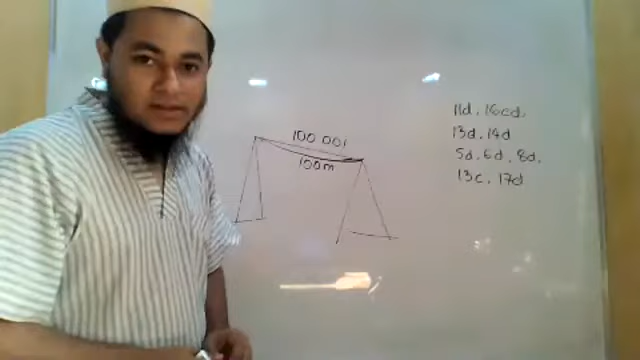 100.001
100m
11d, 16cd,
13d, 14d
5d, 6d, 8d,
13c, 17d